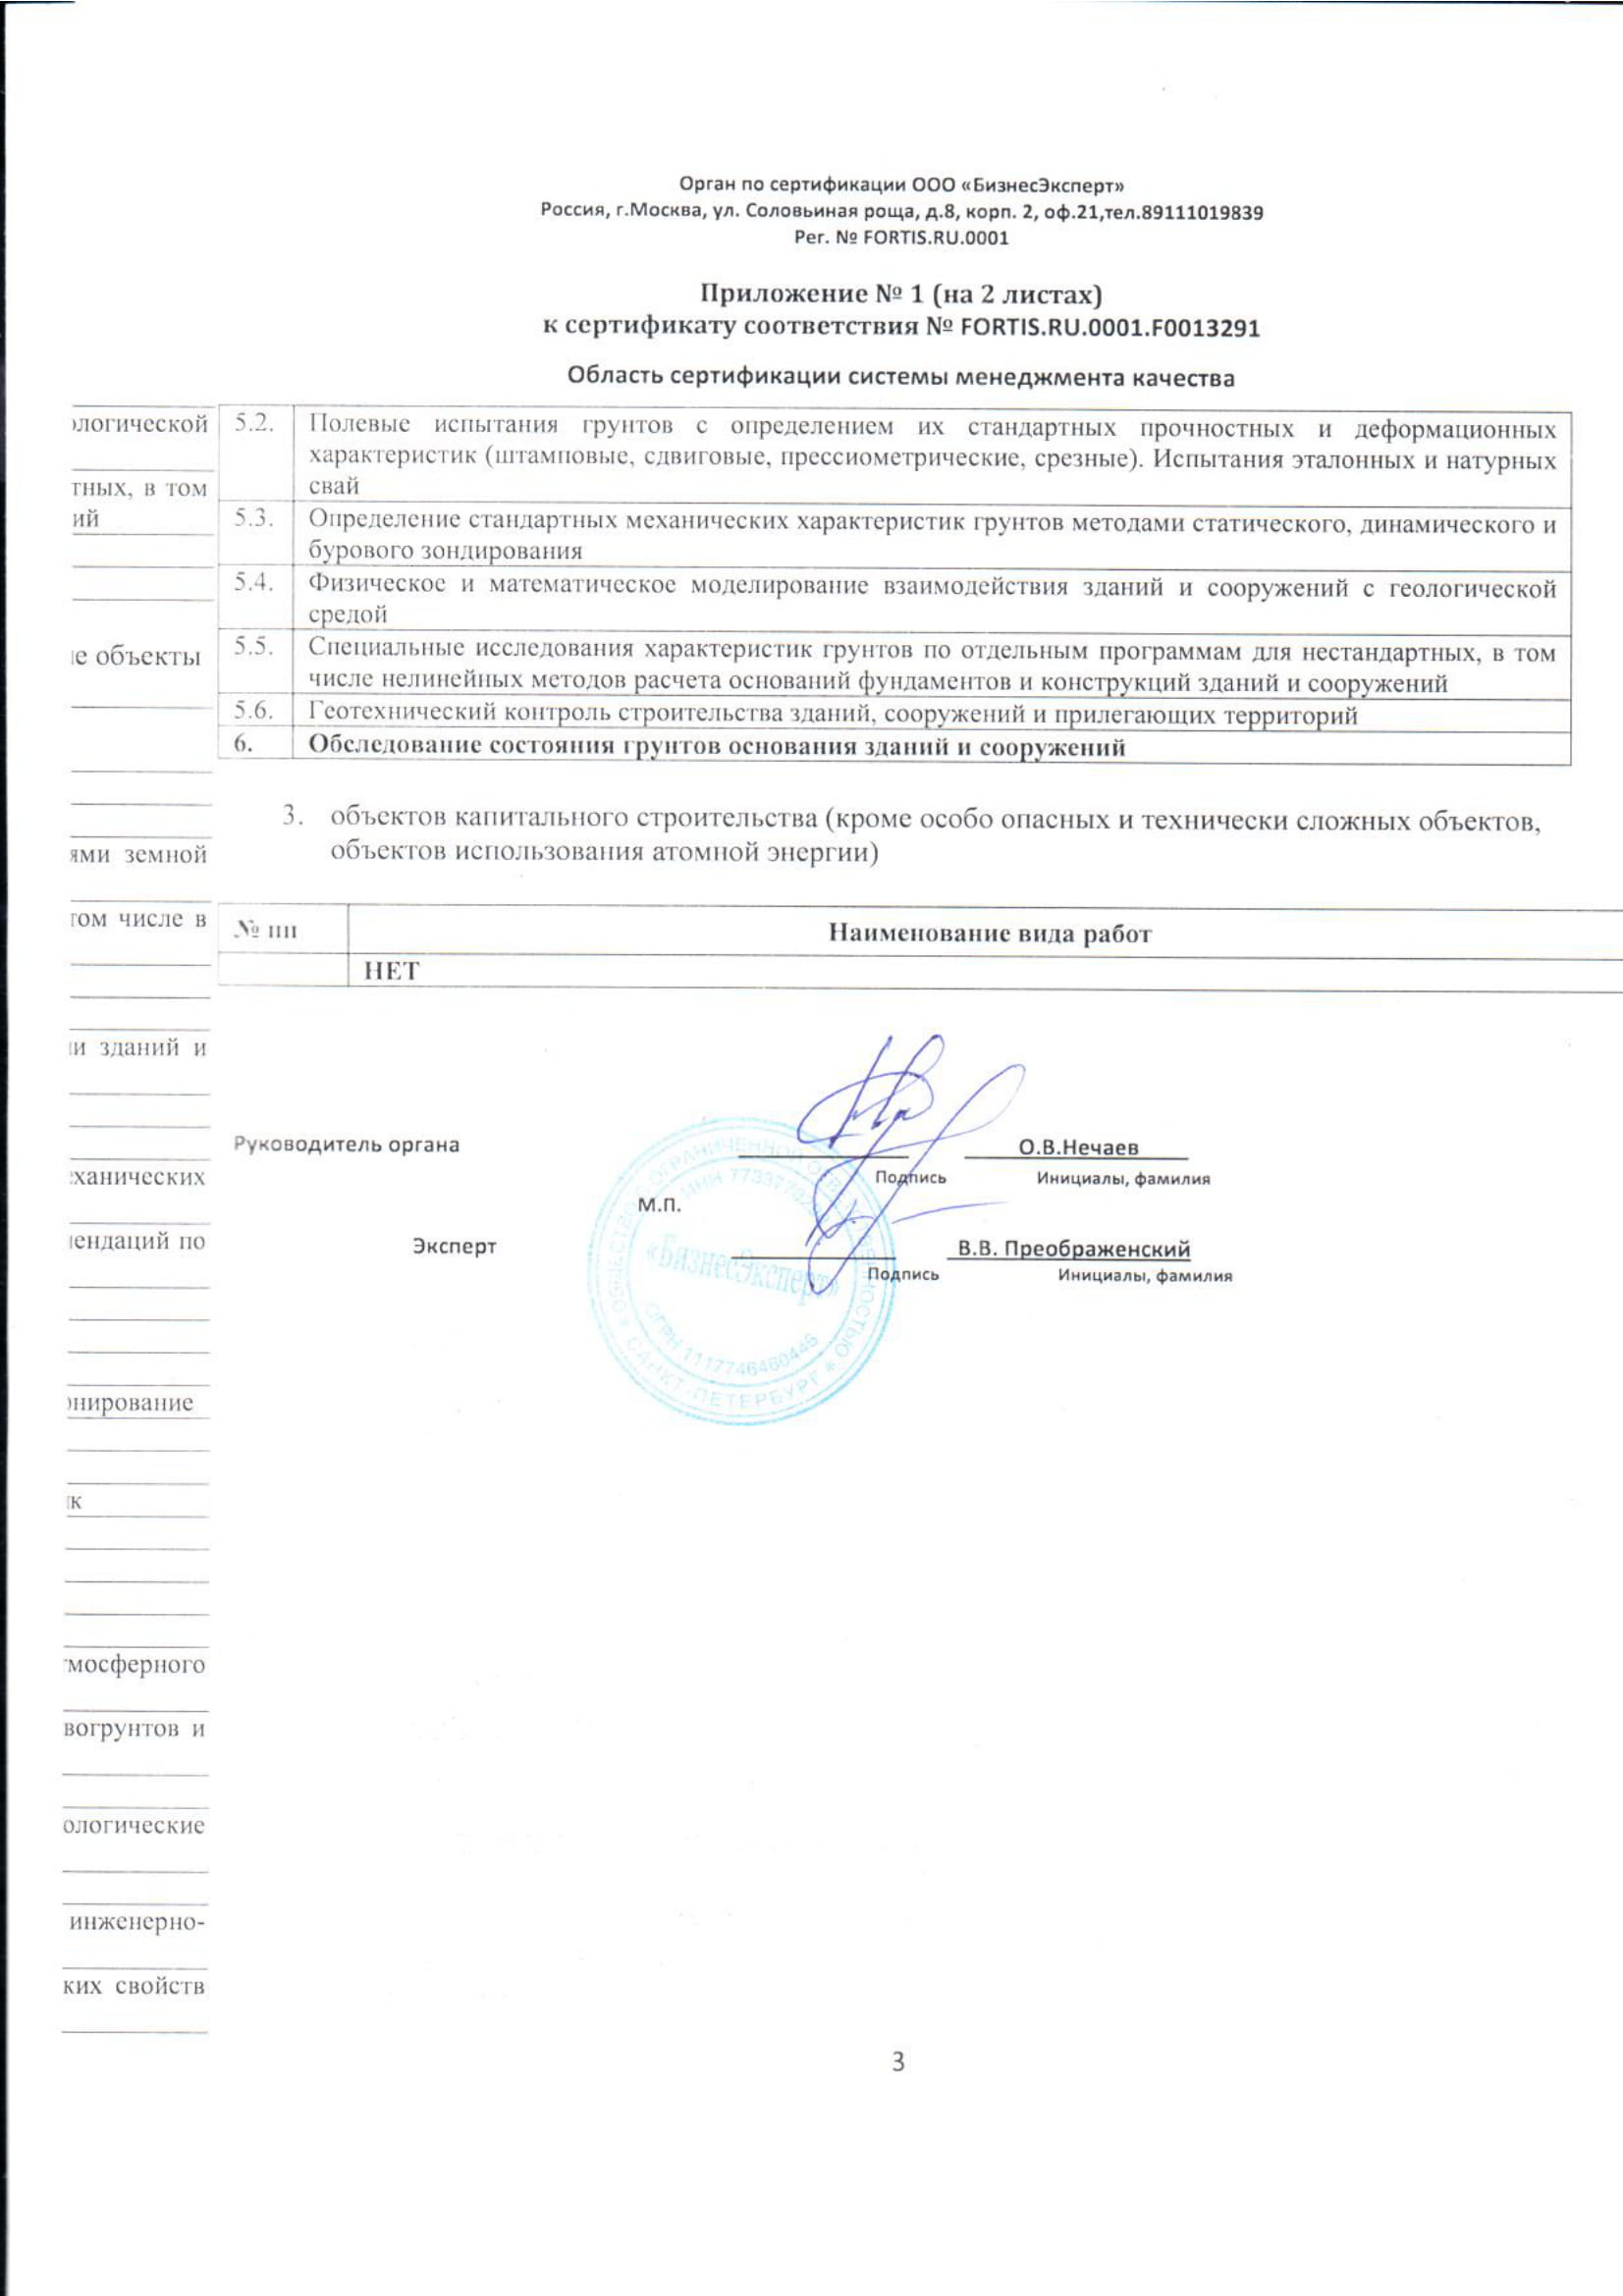 Орган по сертификации ООО «БизнесЭксперт»
Россия, г.Москва, ул. Соловьиная роща, д.8, корп. 2, оф.21,тел.89111019839
Рег. № FORTIS.RU.0001
Приложение № 1 (на 2 листах)
к сертификату соответствия № FORTIS.RU.0001.F0013291
Область сертификации системы менеджмента качества
5.2. Полевые испытания грунтов с определением их стандартных прочностных и деформационных
характеристик (штамповые, сдвиговые, прессиометрические, срезные). Испытания эталонных и натурных
свай
5.3. Определение стандартных механических характеристик грунтов методами статического, динамического и
бурового зондирования
5.4. Физическое и математическое моделирование взаимодействия зданий и сооружений с геологической
средой
5.5. Специальные исследования характеристик грунтов по отдельным программам для нестандартных, в том
числе нелинейных методов расчета оснований фундаментов и конструкций зданий и сооружений
5.6. Геотехнический контроль строительства зданий, сооружений и прилегающих территорий
6. Обследование состояния грунтов основания зданий и сооружений
3. объектов капитального строительства (кроме особо опасных и технически сложных объектов,
объектов использования атомной энергии)
№ пп Наименование вида работ
НЕТ
Руководитель органа О.В.Нечаев
Подпись Инициалы, фамилия
М.П.
Эксперт В.В. Преображенский
Подпись Инициалы, фамилия
«БизнесЭксперт»
ОГРН 1117746460446
САНКТ-ПЕТЕРБУРГ
ологической
тных, в том
ий
е объекты
ями земной
том числе в
и зданий и
ханических
ендаций по
онирование
к
мосферного
вогрунтов и
ологические
инженерно-
ких свойств
3